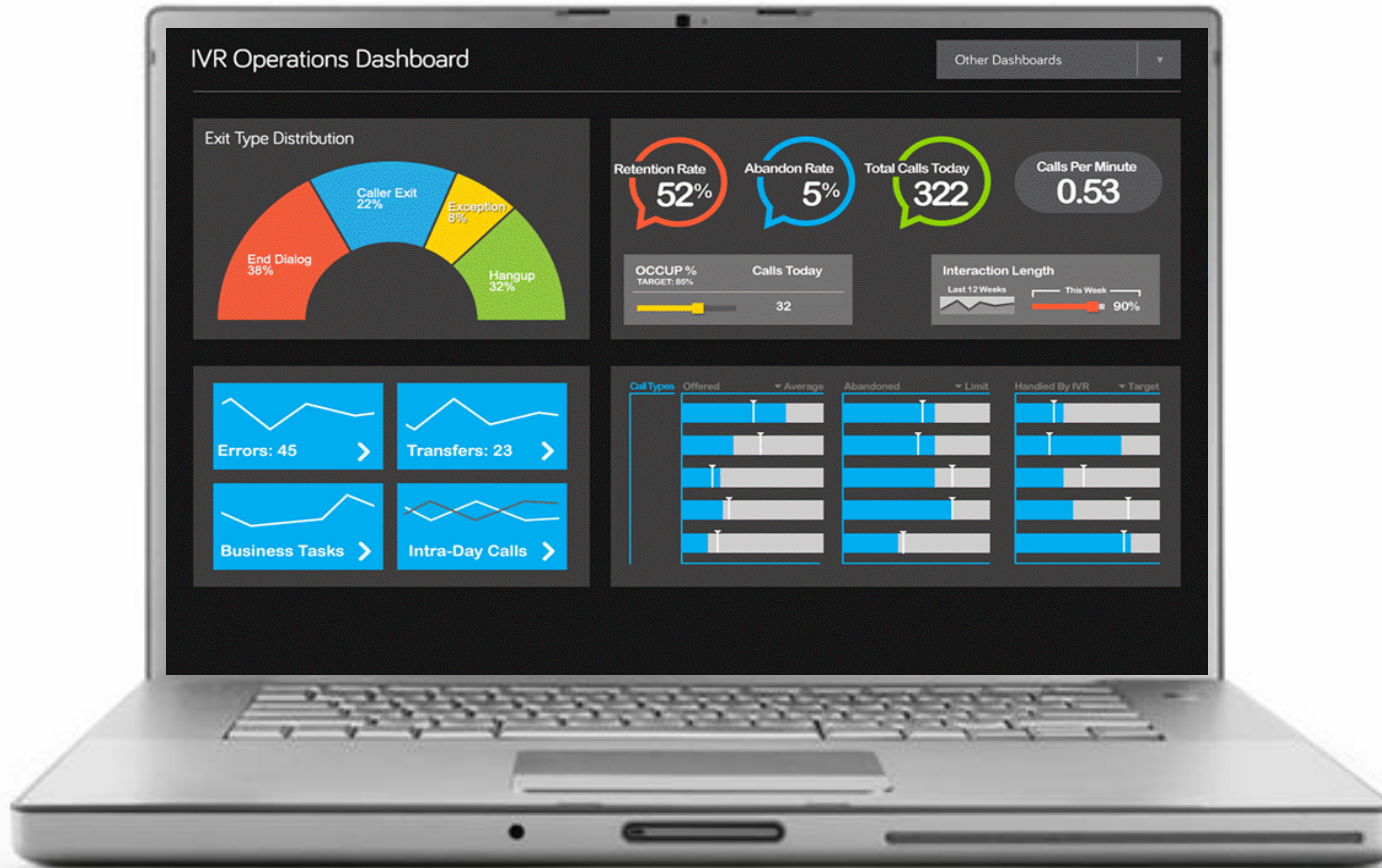 IVR Operations Dashboard
Other Dashboards
Exit Type Distribution
Caller Exit
22%
Exception
8%
End Dialog
38%
Hangup
32%
Retention Rate
52%
Abandon Rate
5%
Total Calls Today
322
Calls Per Minute
0.53
OCCUP %
TARGET: 85%
Calls Today
32
Interaction Length
Last 12 Weeks
This Week
90%
Errors: 45
Transfers: 23
Business Tasks
Intra-Day Calls
Call Types
Offered
Average
Abandoned
Limit
Handled By IVR
Target